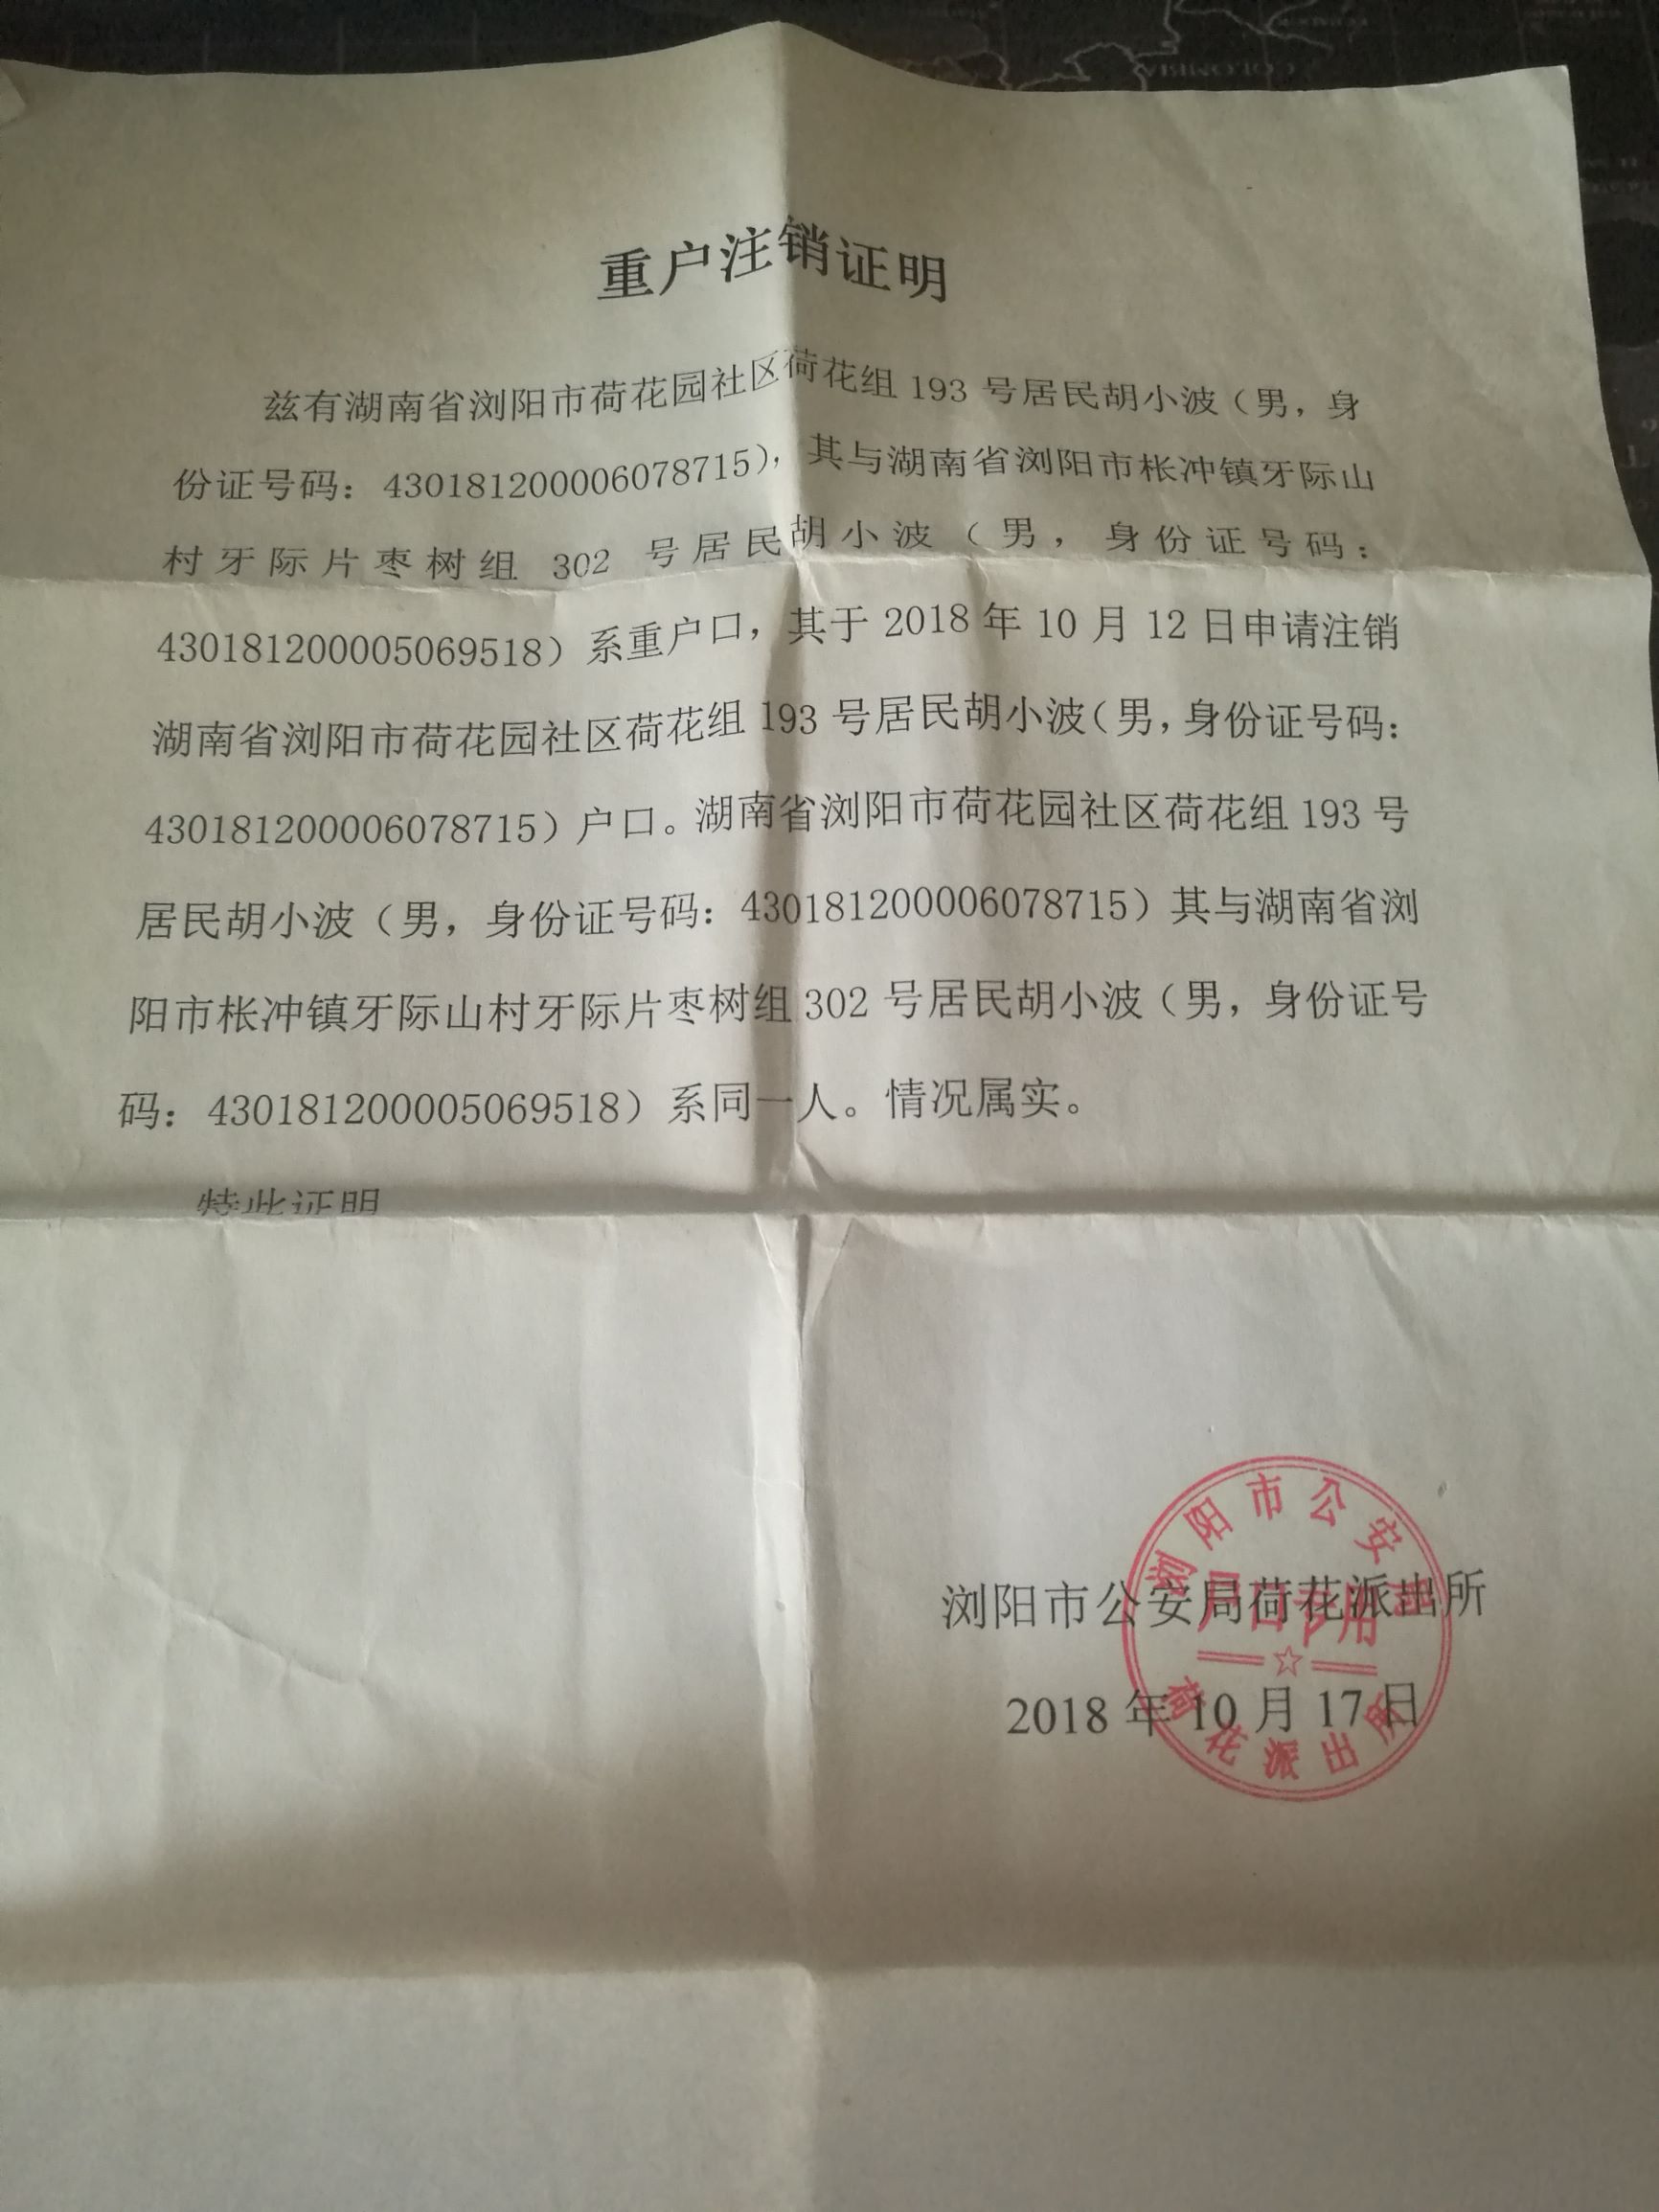 重户注销证明
兹有湖南省浏阳市荷花园社区荷花组 193 号居民胡小波（男，身
份证号码：430181200006078715），其与湖南省浏阳市枨冲镇牙际山
村牙际片枣树组 302 号居民胡小波（男，身份证号码：
430181200005069518）系重户口，其于 2018 年 10 月 12 日申请注销
湖南省浏阳市荷花园社区荷花组 193 号居民胡小波（男，身份证号码：
430181200006078715）户口。湖南省浏阳市荷花园社区荷花组 193 号
居民胡小波（男，身份证号码：430181200006078715）其与湖南省浏
阳市枨冲镇牙际山村牙际片枣树组 302 号居民胡小波（男，身份证号
码：430181200005069518）系同一人。情况属实。
特此证明
浏阳市公安局荷花派出所
2018 年 10 月 17 日
浏阳市公安局
户口专用
荷花派出所